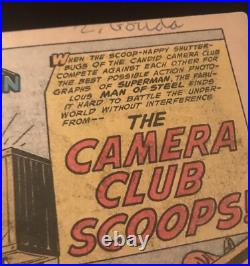 L. Gouda
WHEN THE SCOOP-HAPPY SHUTTER-
BUGS OF THE CANDID CAMERA CLUB
COMPETE AGAINST EACH OTHER FOR
THE BEST POSSIBLE ACTION PHOTO-
GRAPHS OF SUPERMAN, THE FABU-
LOUS MAN OF STEEL FINDS
IT HARD TO BATTLE THE UNDER-
WORLD WITHOUT INTERFERENCE
FROM--
THE
CAMERA
CLUB
SCOOPS!
N